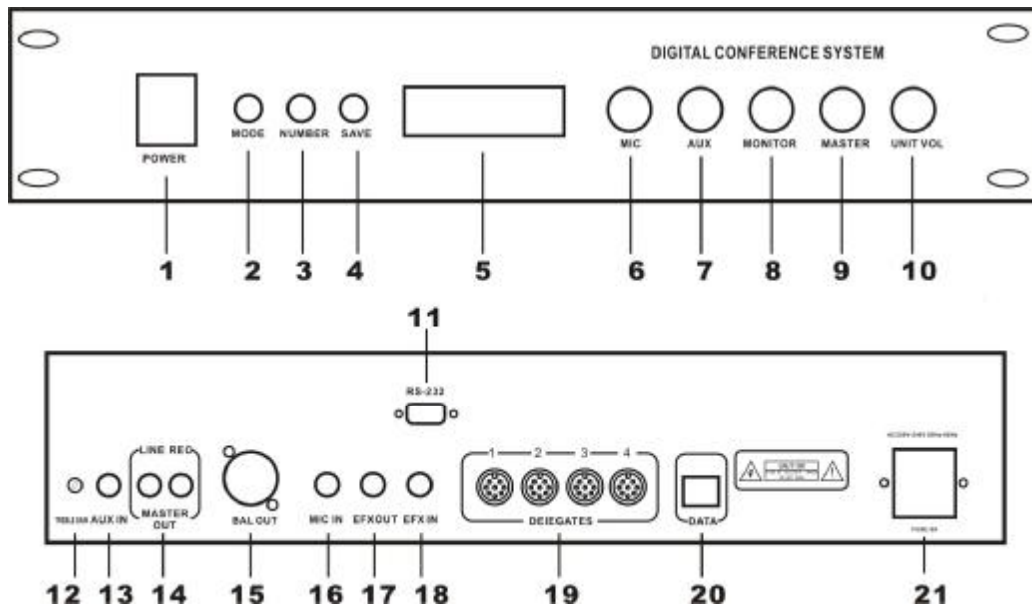 DIGITAL CONFERENCE SYSTEM
POWER
MODE NUMBER SAVE
MIC AUX MONITOR MASTER UNIT VOL
1 2 3 4 5 6 7 8 9 10
11
RS-232
LINE REC
1 2 3 4
CAUTION
AUX IN
MASTER
OUT
BAL OUT
MIC IN EFXOUT EFX IN
DEIEGATES
DATA
12 13 14 15 16 17 18 19 20 21